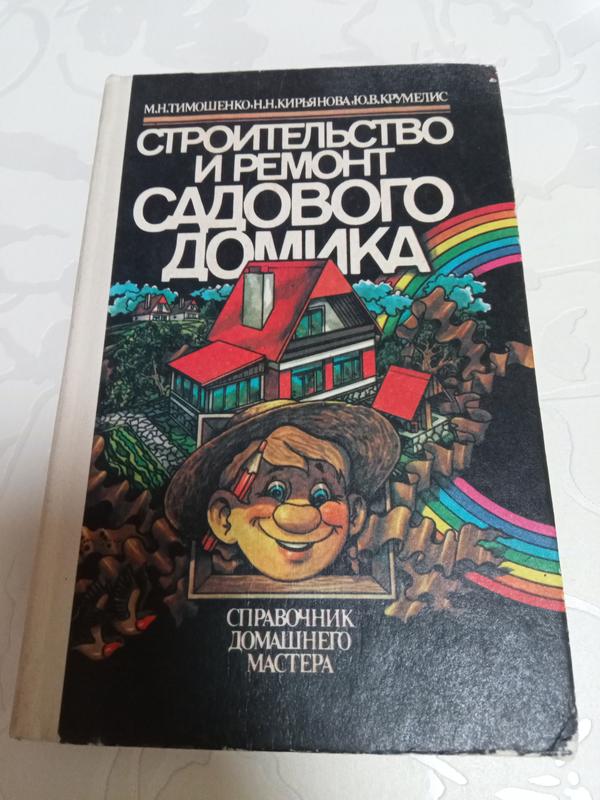 М.Н.ТИМОШЕНКО, Н.Н.КИРЬЯНОВА, Ю.В.КРУМЕЛИС
СТРОИТЕЛЬСТВО
И РЕМОНТ
САДОВОГО
ДОМИКА
СПРАВОЧНИК
ДОМАШНЕГО
МАСТЕРА